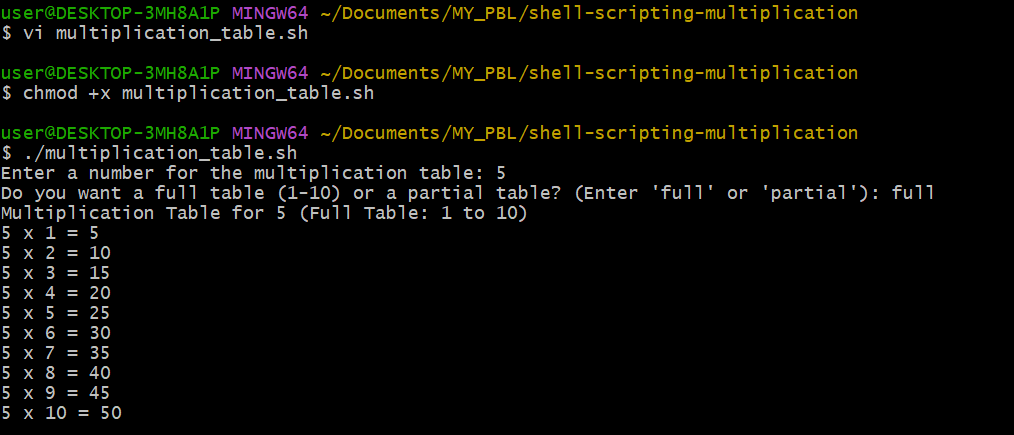 user@DESKTOP-3MH8A1P MINGW64 ~/Documents/MY_PBL/shell-scripting-multiplication
$ vi multiplication_table.sh
user@DESKTOP-3MH8A1P MINGW64 ~/Documents/MY_PBL/shell-scripting-multiplication
$ chmod +x multiplication_table.sh
user@DESKTOP-3MH8A1P MINGW64 ~/Documents/MY_PBL/shell-scripting-multiplication
$ ./multiplication_table.sh
Enter a number for the multiplication table: 5
Do you want a full table (1-10) or a partial table? (Enter 'full' or 'partial'): full
Multiplication Table for 5 (Full Table: 1 to 10)
5 x 1 = 5
5 x 2 = 10
5 x 3 = 15
5 x 4 = 20
5 x 5 = 25
5 x 6 = 30
5 x 7 = 35
5 x 8 = 40
5 x 9 = 45
5 x 10 = 50